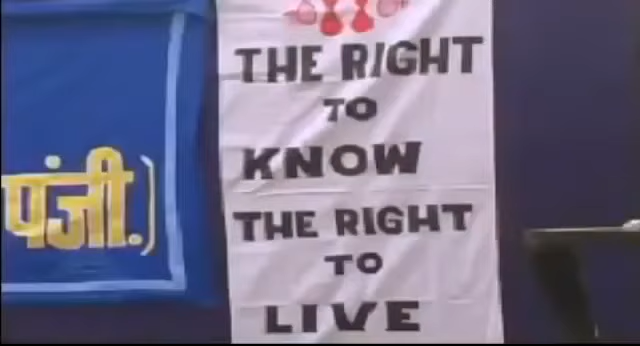 पंजी.)
THE RIGHT
TO
KNOW
THE RIGHT
TO
LIVE